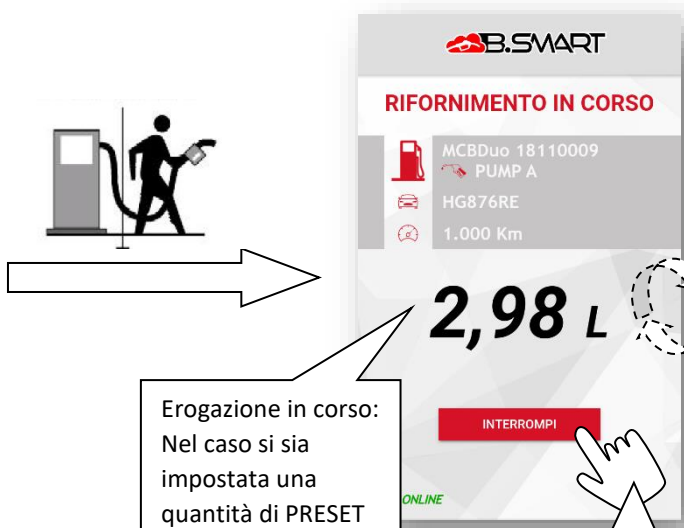 B.SMART
RIFORNIMENTO IN CORSO
MCBDuo 18110009
PUMP A
HG876RE
1.000 Km
2,98 L
INTERROMPI
ONLINE
Erogazione in corso:
Nel caso si sia
impostata una
quantità di PRESET